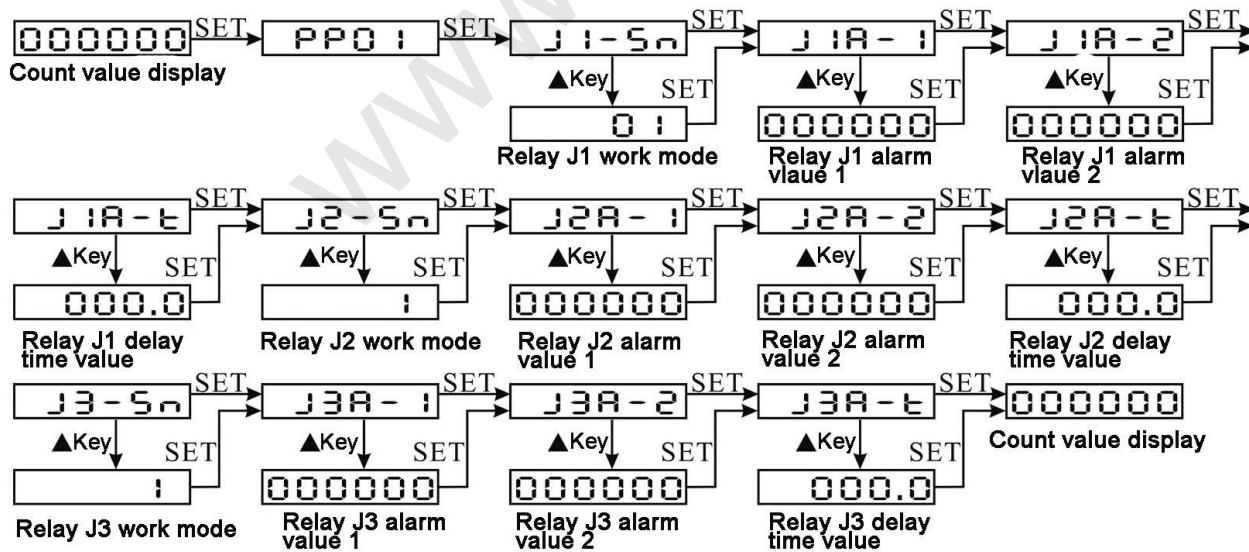 000000 SET PP01 SET J1-Sn SET J1A-1 SET J1A-2 SET
Count value display
▲Key SET ▲Key SET ▲Key SET
01 000000 000000
Relay J1 work mode
Relay J1 alarm
vlaue 1
Relay J1 alarm
vlaue 2
J1A-t SET J2-Sn SET J2A-1 SET J2A-2 SET J2A-t SET
▲Key SET ▲Key SET ▲Key SET ▲Key SET ▲Key SET
000.0 1 000000 000000 000.0
Relay J1 delay
time value
Relay J2 work mode
Relay J2 alarm
value 1
Relay J2 alarm
value 2
Relay J2 delay
time value
J3-Sn SET J3A-1 SET J3A-2 SET J3A-t SET 000000
Count value display
▲Key SET ▲Key SET ▲Key SET ▲Key SET
1 000000 000000 000.0
Relay J3 work mode
Relay J3 alarm
value 1
Relay J3 alarm
value 2
Relay J3 delay
time value
www.